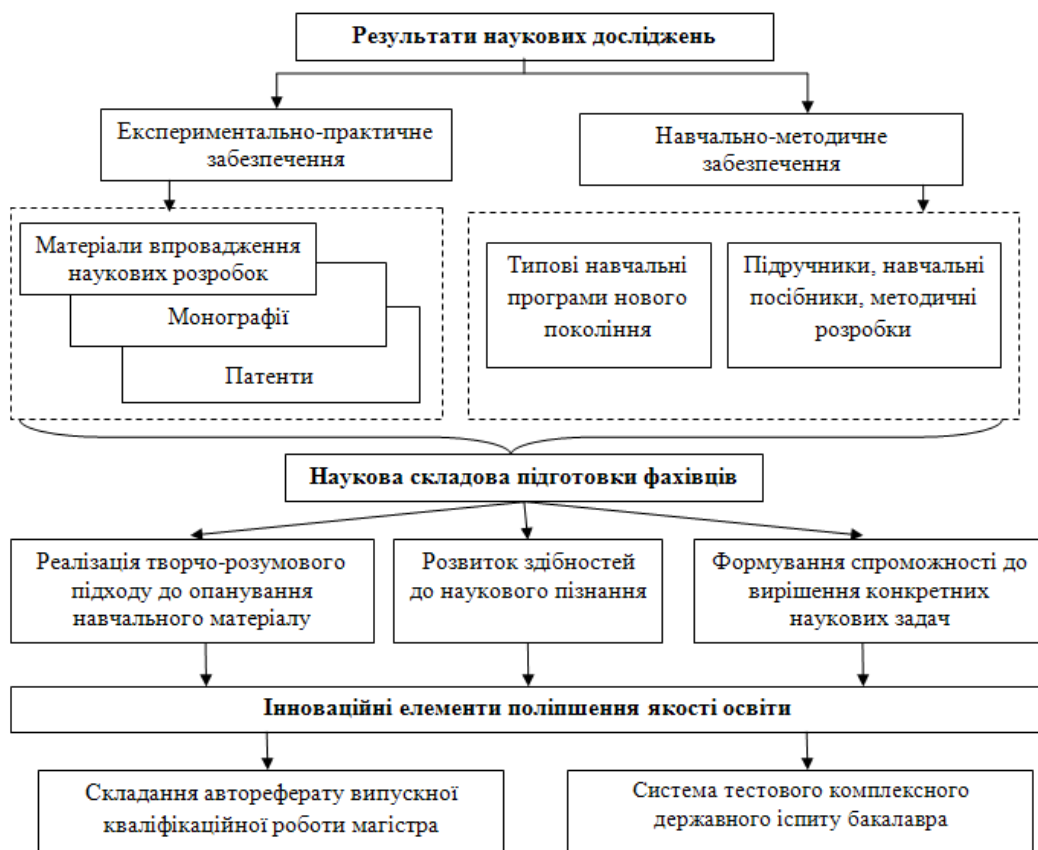 Результати наукових досліджень
Експериментально-практичне
забезпечення
Навчально-методичне
забезпечення
Матеріали впровадження
наукових розробок
Монографії
Патенти
Типові навчальні
програми нового
покоління
Підручники, навчальні
посібники, методичні
розробки
Наукова складова підготовки фахівців
Реалізація творчо-розумового
підходу до опанування
навчального матеріалу
Розвиток здібностей
до наукового пізнання
Формування спроможності до
вирішення конкретних
наукових задач
Інноваційні елементи поліпшення якості освіти
Складання автореферату випускної
кваліфікаційної роботи магістра
Система тестового комплексного
державного іспиту бакалавра